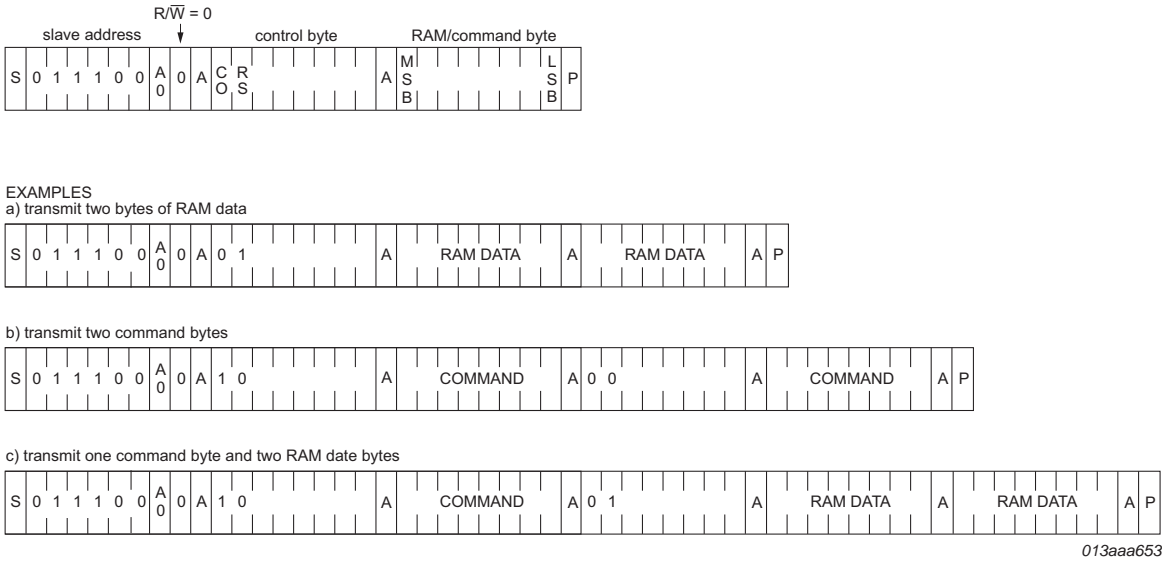 R/W̅ = 0
slave address control byte RAM/command byte
S 0 1 1 1 0 0 A0 0 A CO RS A MSB LSB P
EXAMPLES
a) transmit two bytes of RAM data
S 0 1 1 1 0 0 A0 0 A 0 1 A RAM DATA A RAM DATA A P
b) transmit two command bytes
S 0 1 1 1 0 0 A0 0 A 1 0 A COMMAND A 0 0 A COMMAND A P
c) transmit one command byte and two RAM date bytes
S 0 1 1 1 0 0 A0 0 A 1 0 A COMMAND A 0 1 A RAM DATA A RAM DATA A P
013aaa653